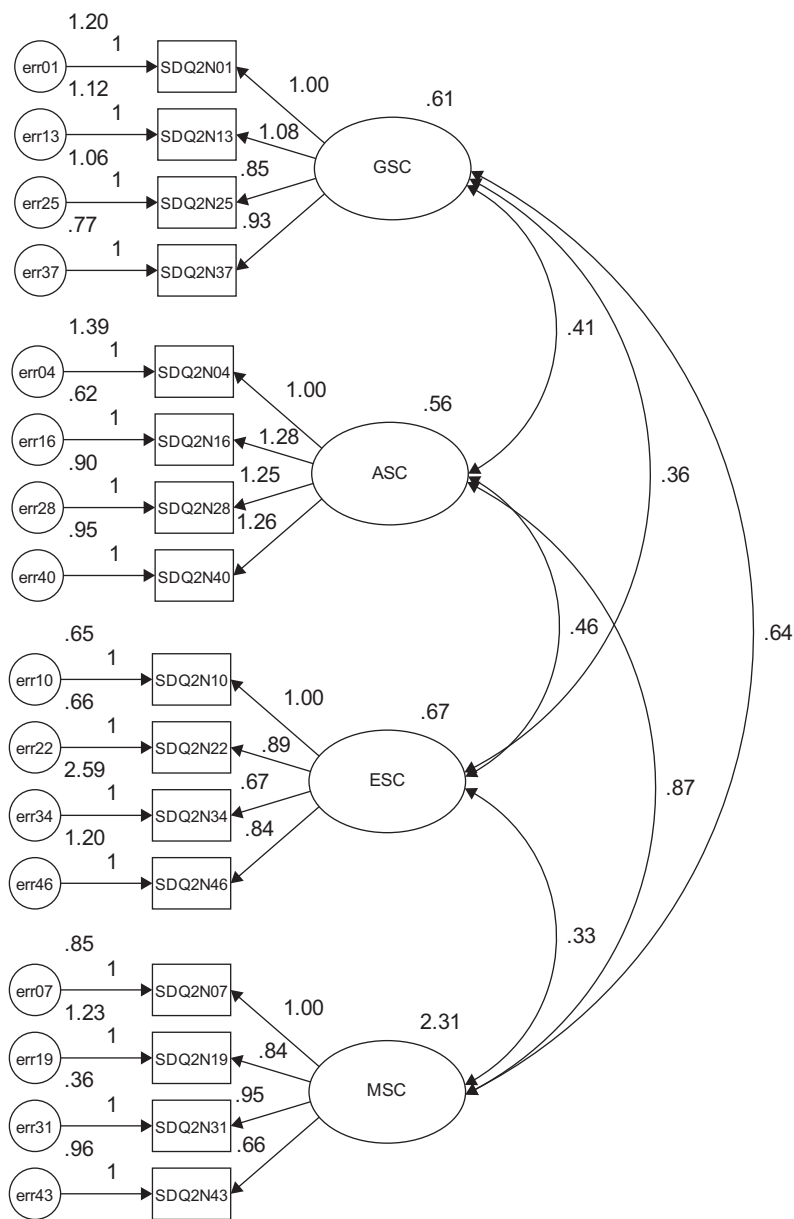 1.20
1
err01
SDQ2N01
1.00
.61
1.12
1
err13
SDQ2N13
1.08
GSC
1.06
1
err25
SDQ2N25
.85
.77
1
err37
SDQ2N37
.93
.41
1.39
1
err04
SDQ2N04
1.00
.56
.62
1
err16
SDQ2N16
1.28
ASC
.36
.90
1
err28
SDQ2N28
1.25
.95
1
err40
SDQ2N40
1.26
.46
.64
.65
1
err10
SDQ2N10
1.00
.67
.66
1
err22
SDQ2N22
.89
ESC
.87
2.59
1
err34
SDQ2N34
.67
1.20
1
err46
SDQ2N46
.84
.33
.85
1
err07
SDQ2N07
1.00
2.31
1.23
1
err19
SDQ2N19
.84
MSC
.36
1
err31
SDQ2N31
.95
.96
1
err43
SDQ2N43
.66